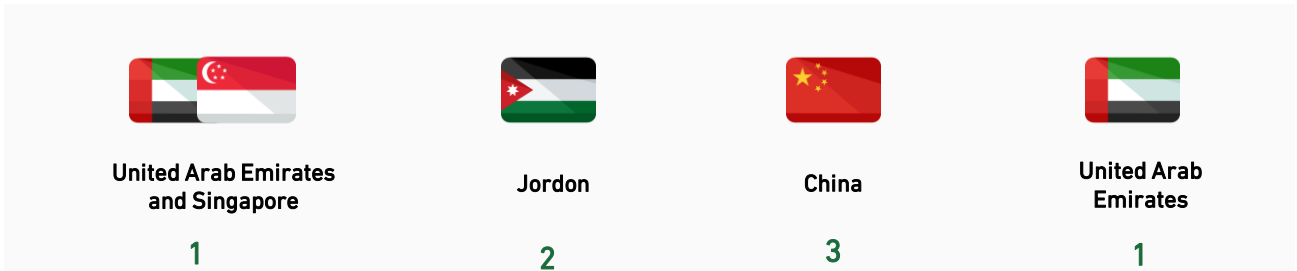 United Arab Emirates
and Singapore
1
Jordon
2
China
3
United Arab
Emirates
1